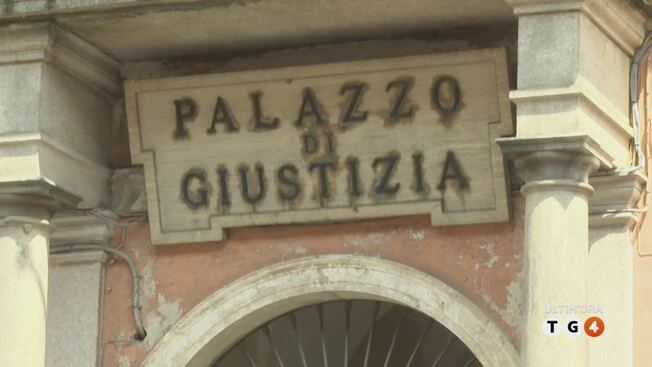 PALAZZO
DI
GIUSTIZIA
ULTIM'ORA
TG4